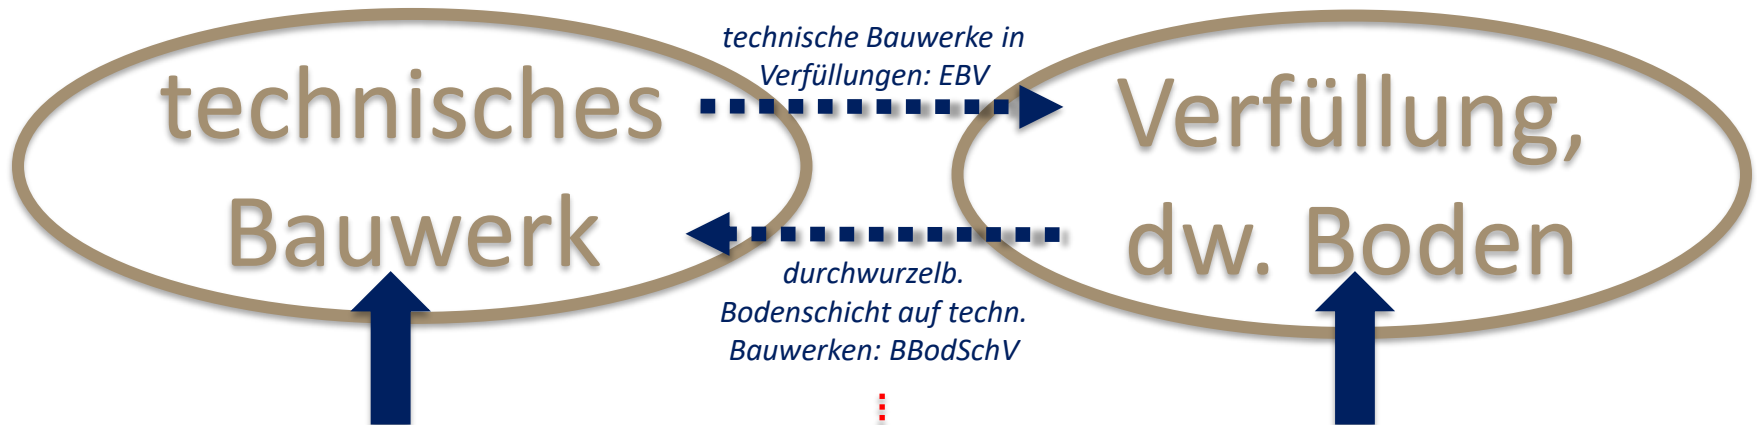 technische Bauwerke in
Verfüllungen: EBV
technisches
Bauwerk
Verfüllung,
dw. Boden
durchwurzelb.
Bodenschicht auf techn.
Bauwerken: BBodSchV